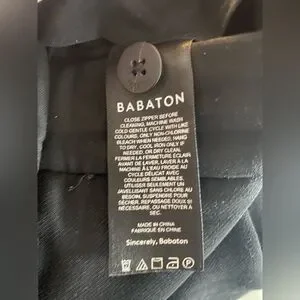 BABATON
CLOSE ZIPPER BEFORE
CLEANING, MACHINE WASH
COLD GENTLE CYCLE WITH LIKE
COLOURS, ONLY NON-CHLORINE
BLEACH WHEN NEEDED, HANG
TO DRY, COOL IRON ONLY IF
NEEDED, OR DRY CLEAN.
FERMER LA FERMETURE ÉCLAIR
AVANT DE LAVER, LAVER À LA
MACHINE À L'EAU FROIDE AU
CYCLE DÉLICAT AVEC
COULEURS SEMBLABLES,
UTILISER SEULEMENT UN
JAVELLISANT SANS CHLORE AU
BESOIN, SUSPENDRE POUR
SÉCHER, REPASSAGE DOUX SI
NÉCESSAIRE, OU NETTOYER À
SEC.
MADE IN CHINA
FABRIQUÉ EN CHINE
Sincerely, Babaton